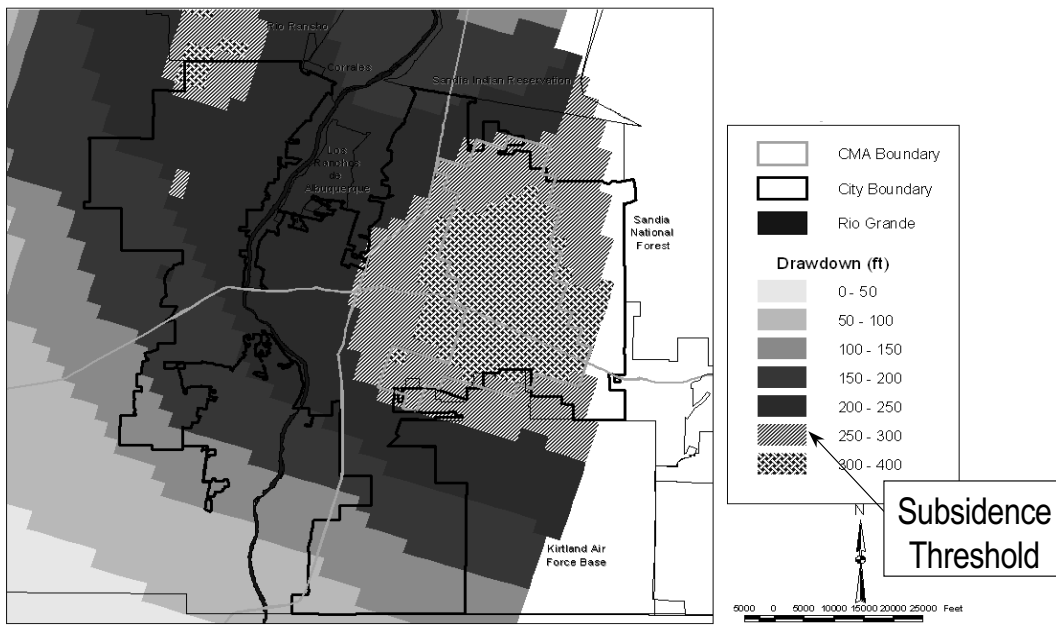 Rio Rancho
Corrales
Sandia Indian Reservation
Los
Ranchos
de
Albuquerque
Sandia
National
Forest
Kirtland Air
Force Base
CMA Boundary
City Boundary
Rio Grande
Drawdown (ft)
0 - 50
50 - 100
100 - 150
150 - 200
200 - 250
250 - 300
300 - 400
Subsidence
Threshold
N
5000 0 5000 10000 15000 20000 25000 Feet